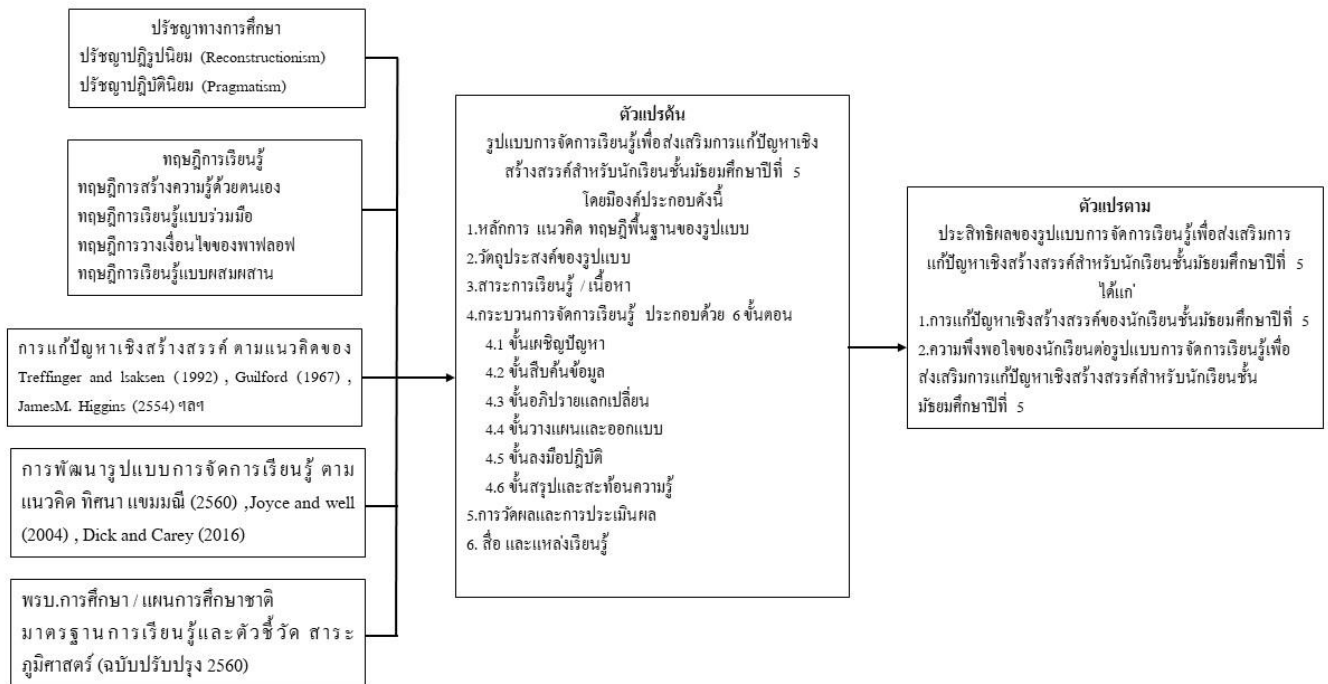 ปรัชญาทางการศึกษา
ปรัชญาปฏิรูปนิยม (Reconstructionism)
ปรัชญาปฏิบัตินิยม (Pragmatism)
ทฤษฎีการเรียนรู้
ทฤษฎีการสร้างความรู้ด้วยตนเอง
ทฤษฎีการเรียนรู้แบบร่วมมือ
ทฤษฎีการวางเงื่อนไขของพาฟลอฟ
ทฤษฎีการเรียนรู้แบบผสมผสาน
การแก้ปัญหาเชิงสร้างสรรค์ ตามแนวคิดของ
Treffinger and lsaksen (1992) , Guilford (1967) ,
JamesM. Higgins (2554) ฯลฯ
การพัฒนารูปแบบการจัดการเรียนรู้ ตาม
แนวคิด ทิศนา แขมมณี (2560) ,Joyce and well
(2004) , Dick and Carey (2016)
พรบ.การศึกษา / แผนการศึกษาชาติ
มาตรฐานการเรียนรู้และตัวชี้วัด สาระ
ภูมิศาสตร์ (ฉบับปรับปรุง 2560)
ตัวแปรต้น
รูปแบบการจัดการเรียนรู้เพื่อส่งเสริมการแก้ปัญหาเชิง
สร้างสรรค์สำหรับนักเรียนชั้นมัธยมศึกษาปีที่ 5
โดยมีองค์ประกอบดังนี้
1.หลักการ แนวคิด ทฤษฎีพื้นฐานของรูปแบบ
2.วัตถุประสงค์ของรูปแบบ
3.สาระการเรียนรู้ / เนื้อหา
4.กระบวนการจัดการเรียนรู้ ประกอบด้วย 6 ขั้นตอน
4.1 ขั้นเผชิญปัญหา
4.2 ขั้นสืบค้นข้อมูล
4.3 ขั้นอภิปรายแลกเปลี่ยน
4.4 ขั้นวางแผนและออกแบบ
4.5 ขั้นลงมือปฏิบัติ
4.6 ขั้นสรุปและสะท้อนความรู้
5.การวัดผลและการประเมินผล
6. สื่อ และแหล่งเรียนรู้
ตัวแปรตาม
ประสิทธิผลของรูปแบบการจัดการเรียนรู้เพื่อส่งเสริมการ
แก้ปัญหาเชิงสร้างสรรค์สำหรับนักเรียนชั้นมัธยมศึกษาปีที่ 5
ได้แก่
1.การแก้ปัญหาเชิงสร้างสรรค์ของนักเรียนชั้นมัธยมศึกษาปีที่ 5
2.ความพึงพอใจของนักเรียนต่อรูปแบบการจัดการเรียนรู้เพื่อ
ส่งเสริมการแก้ปัญหาเชิงสร้างสรรค์สำหรับนักเรียนชั้น
มัธยมศึกษาปีที่ 5